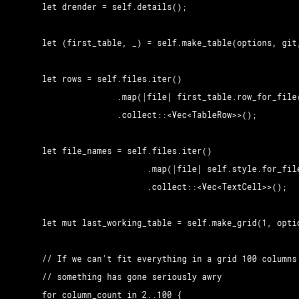 let drender = self.details();
let (first_table, _) = self.make_table(options, git,
let rows = self.files.iter()
.map(|file| first_table.row_for_file(
.collect::<Vec<TableRow>>();
let file_names = self.files.iter()
.map(|file| self.style.for_file
.collect::<Vec<TextCell>>();
let mut last_working_table = self.make_grid(1, optio
// If we can't fit everything in a grid 100 columns
// something has gone seriously awry
for column_count in 2..100 {